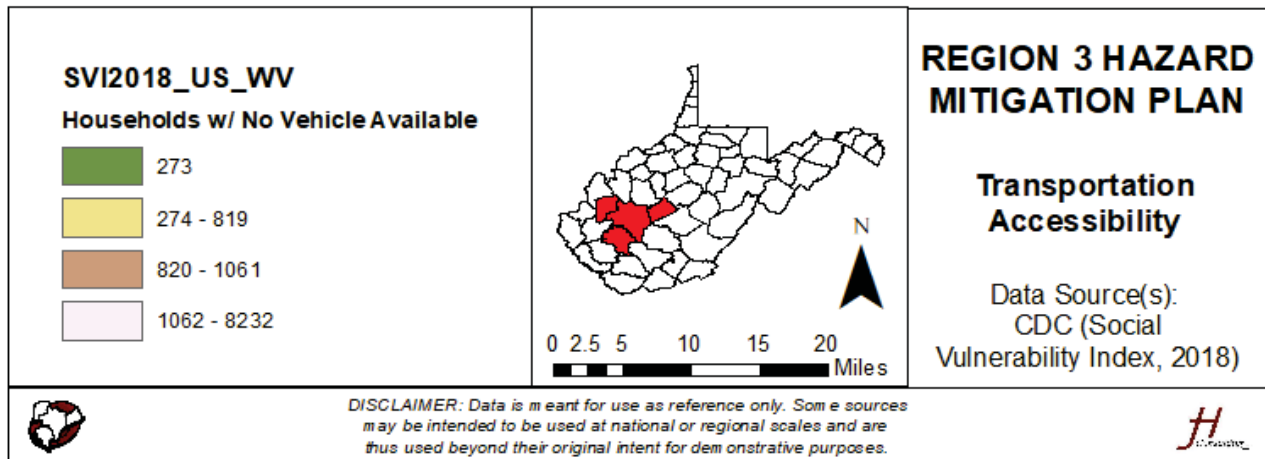 SVI2018_US_WV
Households w/ No Vehicle Available
273
274 - 819
820 - 1061
1062 - 8232
N
0 2.5 5 10 15 20
Miles
REGION 3 HAZARD
MITIGATION PLAN
Transportation
Accessibility
Data Source(s):
CDC (Social
Vulnerability Index, 2018)
DISCLAIMER: Data is meant for use as reference only. Some sources
may be intended to be used at national or regional scales and are
thus used beyond their original intent for demonstrative purposes.